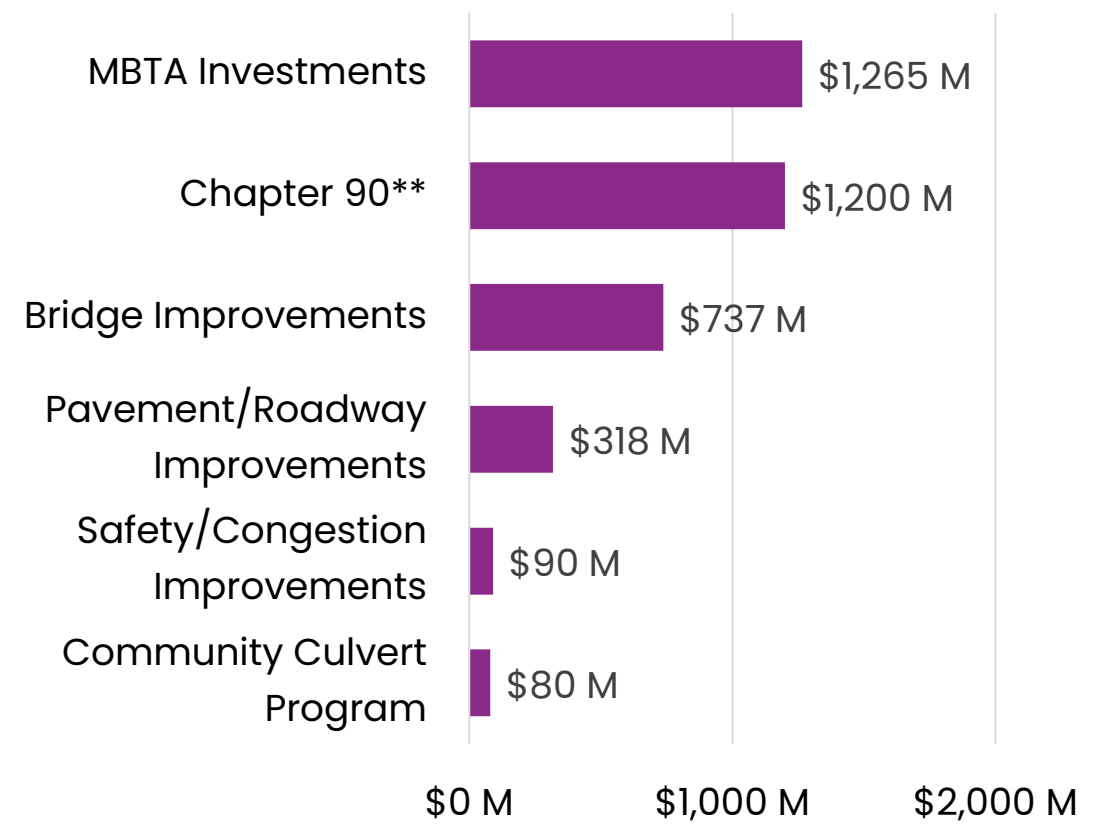 MBTA Investments
$1,265 M
Chapter 90**
$1,200 M
Bridge Improvements
$737 M
Pavement/Roadway
Improvements
$318 M
Safety/Congestion
Improvements
$90 M
Community Culvert
Program
$80 M
$0 M
$1,000 M
$2,000 M